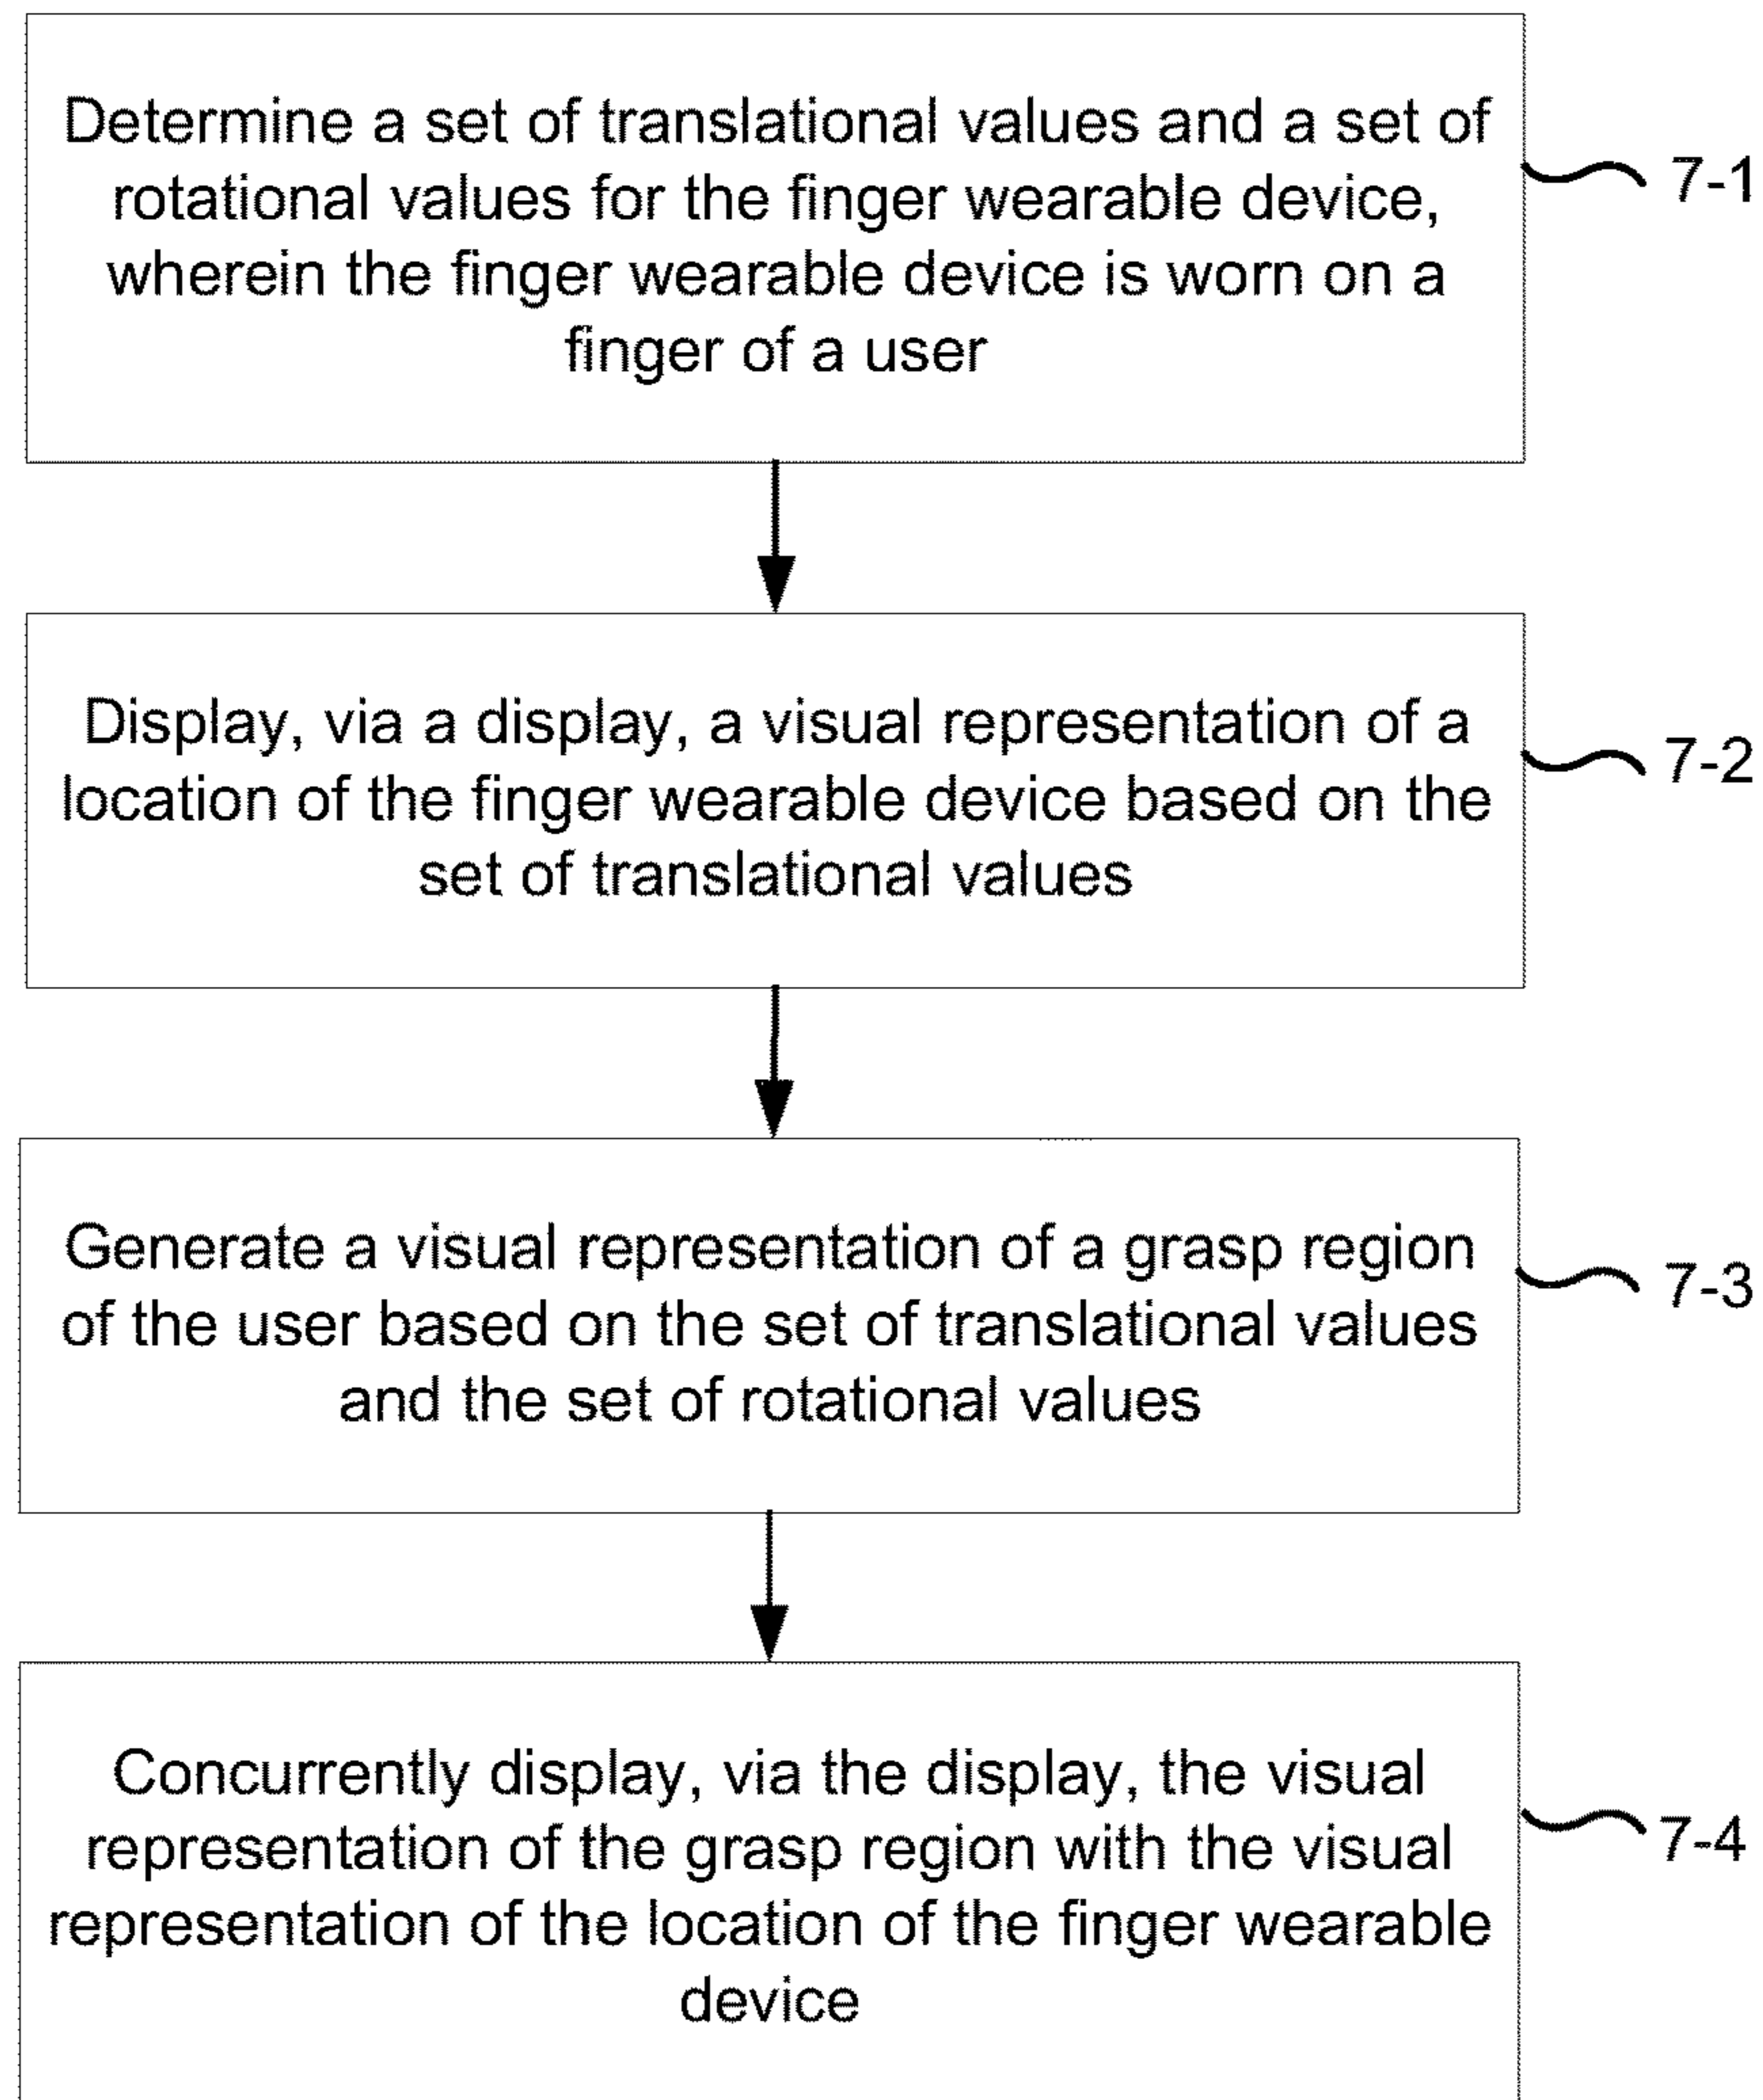 Determine a set of translational values and a set of
rotational values for the finger wearable device,
wherein the finger wearable device is worn on a
finger of a user
7-1
Display, via a display, a visual representation of a
location of the finger wearable device based on the
set of translational values
7-2
Generate a visual representation of a grasp region
of the user based on the set of translational values
and the set of rotational values
7-3
Concurrently display, via the display, the visual
representation of the grasp region with the visual
representation of the location of the finger wearable
device
7-4